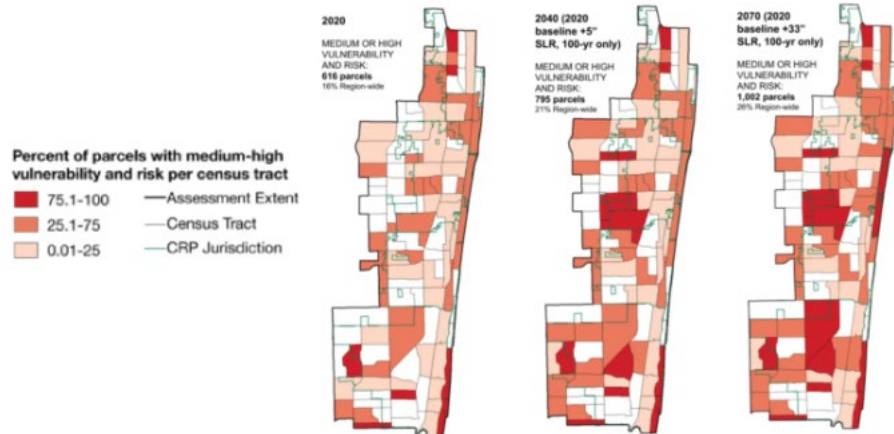 2020
MEDIUM OR HIGH
VULNERABILITY
AND RISK:
616 parcels
16% Region-wide
2040 (2020
baseline +5"
SLR, 100-yr only)
MEDIUM OR HIGH
VULNERABILITY
AND RISK:
795 parcels
21% Region-wide
2070 (2020
baseline +33"
SLR, 100-yr only)
MEDIUM OR HIGH
VULNERABILITY
AND RISK:
1,002 parcels
26% Region-wide
Percent of parcels with medium-high
vulnerability and risk per census tract
75.1-100
25.1-75
0.01-25
Assessment Extent
Census Tract
CRP Jurisdiction